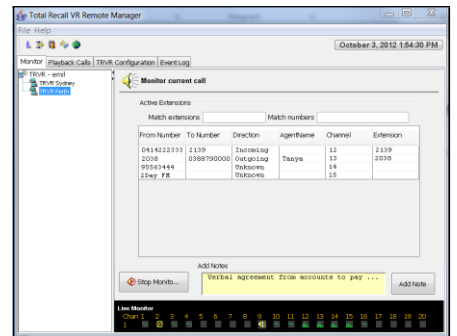 Total Recall VR Remote Manager
File Help
October 3, 2012 1:54:30 PM
Monitor Playback Calls TRVR Configuration Event Log
TRVR - emil
TRVR Sydney
TRVR Perth
Monitor current call
Active Extensions
Match extensions Match numbers
From Number To Number Direction AgentName Channel Extension
0414222333 2139 Incoming 12 2139
2038 0388790000 Outgoing Tanya 13 2038
95563444 Unknown 14
2Day FM Unknown 15
Add Notes
Stop Monito... Verbal agreement from accounts to pay ... Add Note
Live Monitor
Chan 1 2 3 4 5 6 7 8 9 10 11 12 13 14 15 16 17 18 19 20
1